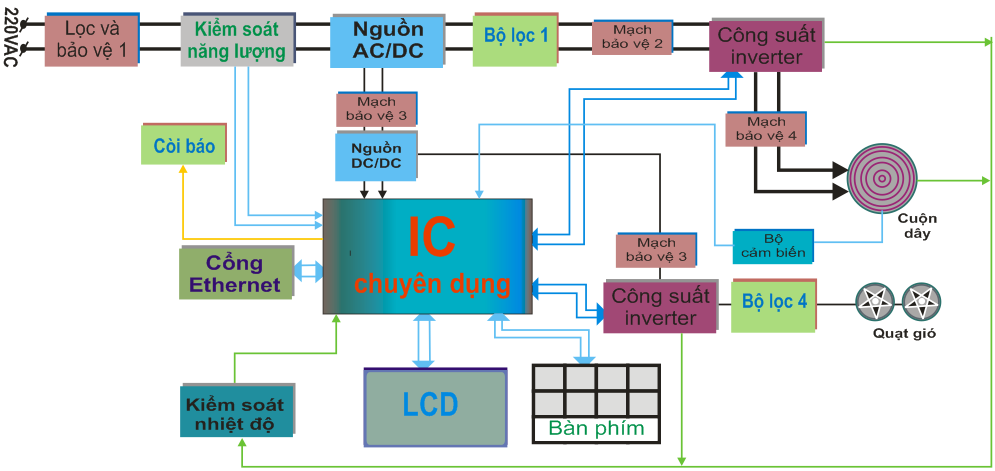 220VAC
Lọc và
bảo vệ 1
Kiểm soát
năng lượng
Nguồn
AC/DC
Bộ lọc 1
Mạch
bảo vệ 2
Công suất
inverter
Mạch
bảo vệ 3
Mạch
bảo vệ 4
Còi báo
Nguồn
DC/DC
Cuộn
dây
IC
chuyên dụng
Mạch
bảo vệ 3
Bộ
cảm biến
Cổng
Ethernet
Công suất
inverter
Bộ lọc 4
Quạt gió
Kiểm soát
nhiệt độ
LCD
Bàn phím